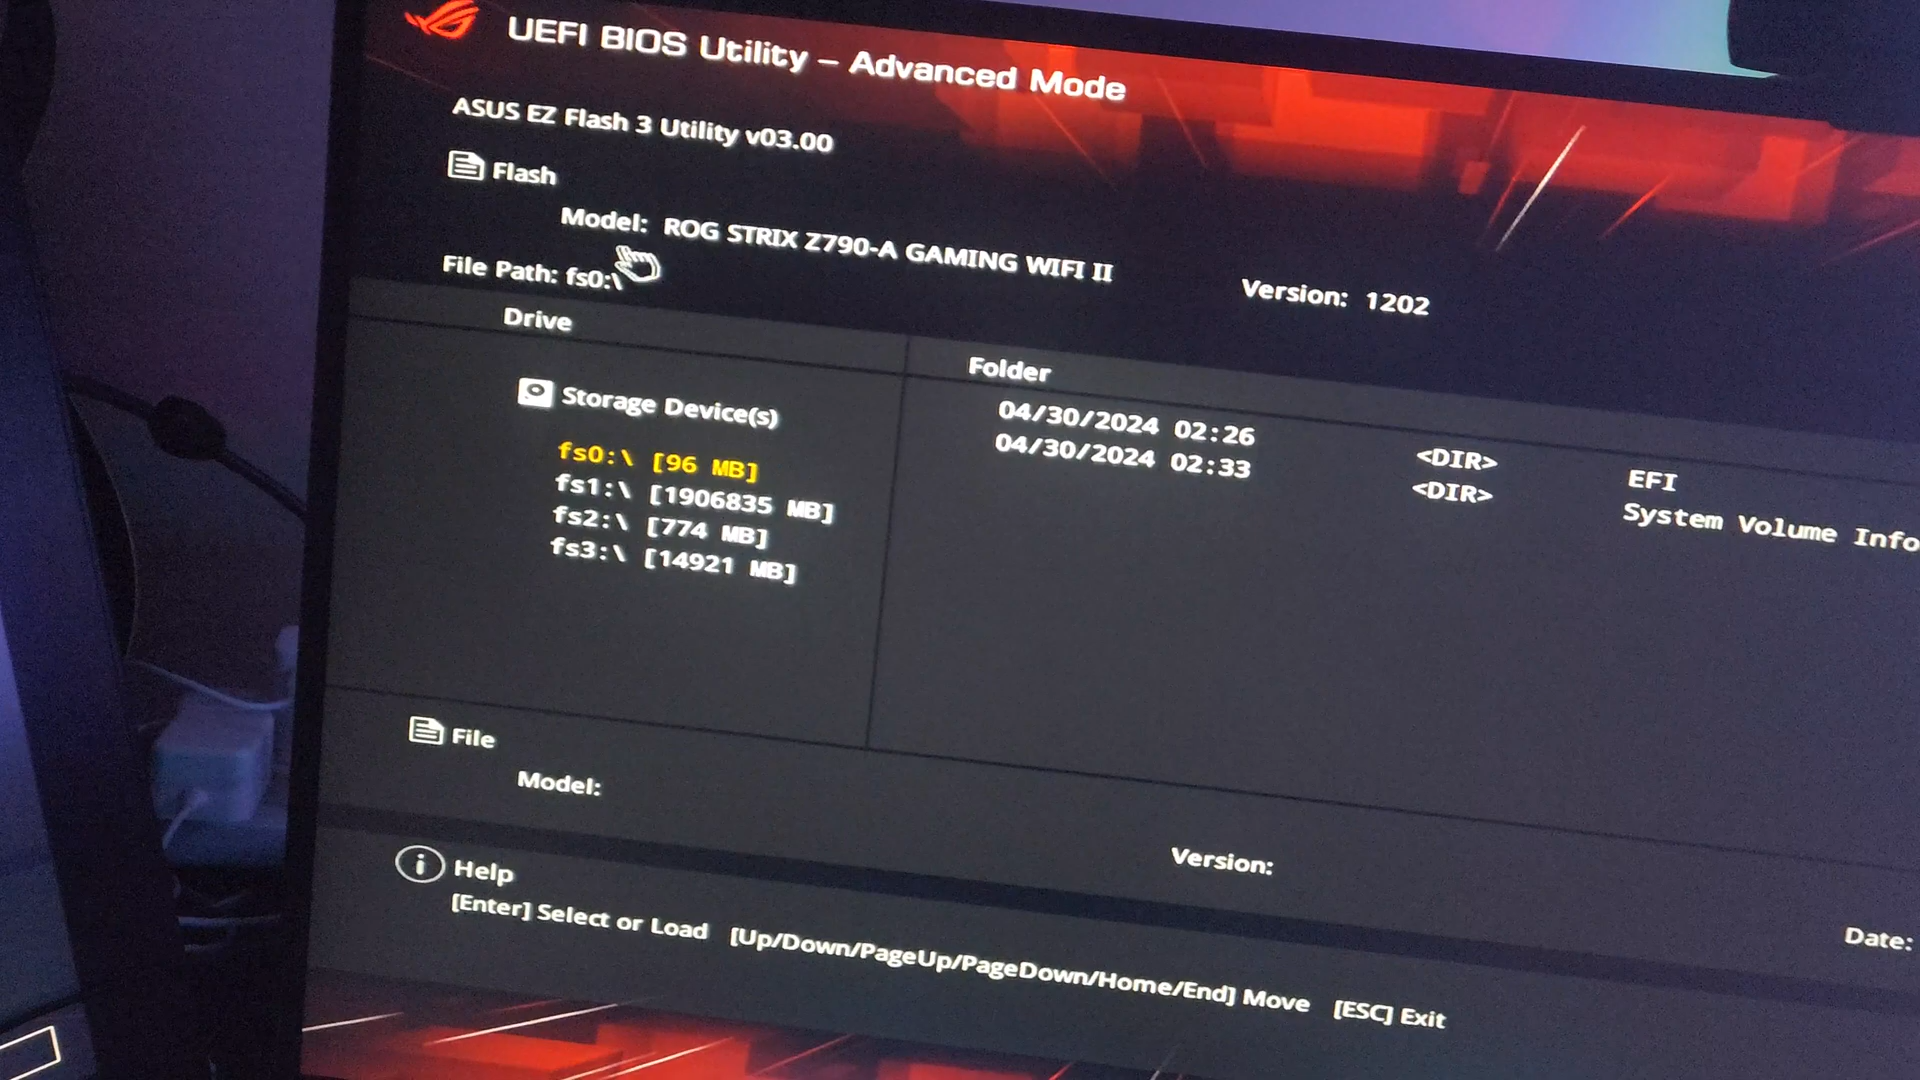 UEFI BIOS Utility – Advanced Mode
ASUS EZ Flash 3 Utility v03.00
Flash
Model: ROG STRIX Z790-A GAMING WIFI II
Version: 1202
File Path: fs0:\
Drive
Folder
Storage Device(s)
fs0:\ [96 MB]
fs1:\ [1906835 MB]
fs2:\ [774 MB]
fs3:\ [14921 MB]
04/30/2024 02:26 <DIR> EFI
04/30/2024 02:33 <DIR> System Volume Info
File
Model:
Version:
Date:
Help
[Enter] Select or Load [Up/Down/PageUp/PageDown/Home/End] Move [ESC] Exit